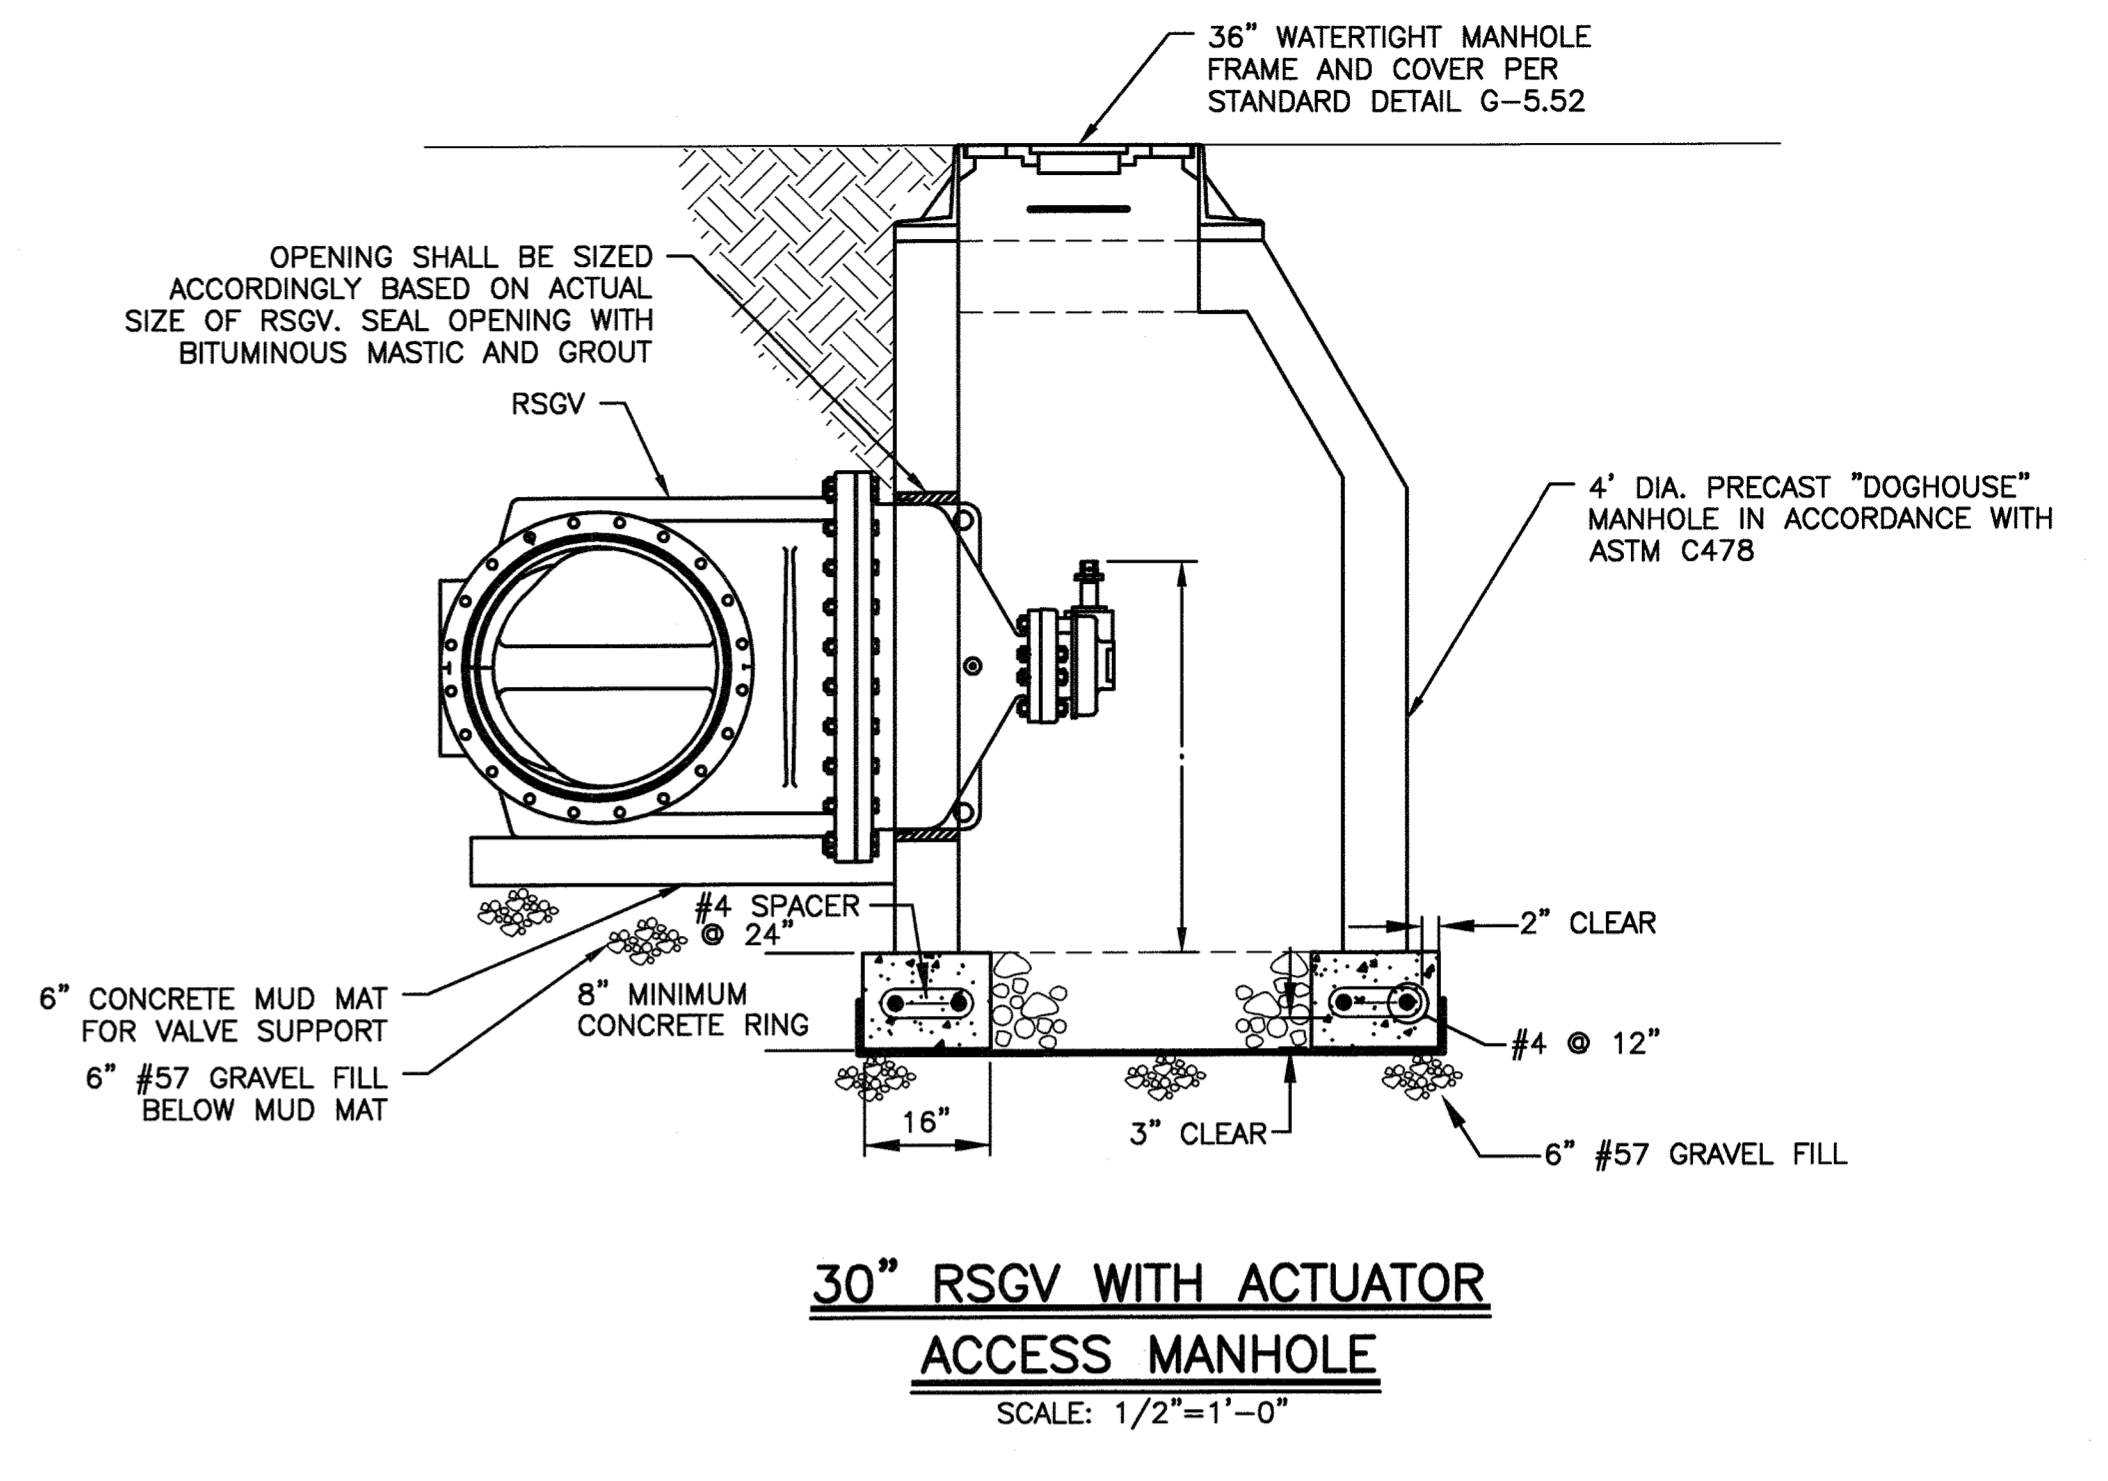 36" WATERTIGHT MANHOLE
FRAME AND COVER PER
STANDARD DETAIL G-5.52
OPENING SHALL BE SIZED
ACCORDINGLY BASED ON ACTUAL
SIZE OF RSGV. SEAL OPENING WITH
BITUMINOUS MASTIC AND GROUT
RSGV
4' DIA. PRECAST "DOGHOUSE"
MANHOLE IN ACCORDANCE WITH
ASTM C478
#4 SPACER
@ 24"
2" CLEAR
6" CONCRETE MUD MAT
FOR VALVE SUPPORT
8" MINIMUM
CONCRETE RING
#4 @ 12"
6" #57 GRAVEL FILL
BELOW MUD MAT
16"
3" CLEAR
6" #57 GRAVEL FILL
30" RSGV WITH ACTUATOR
ACCESS MANHOLE
SCALE: 1/2"=1'-0"